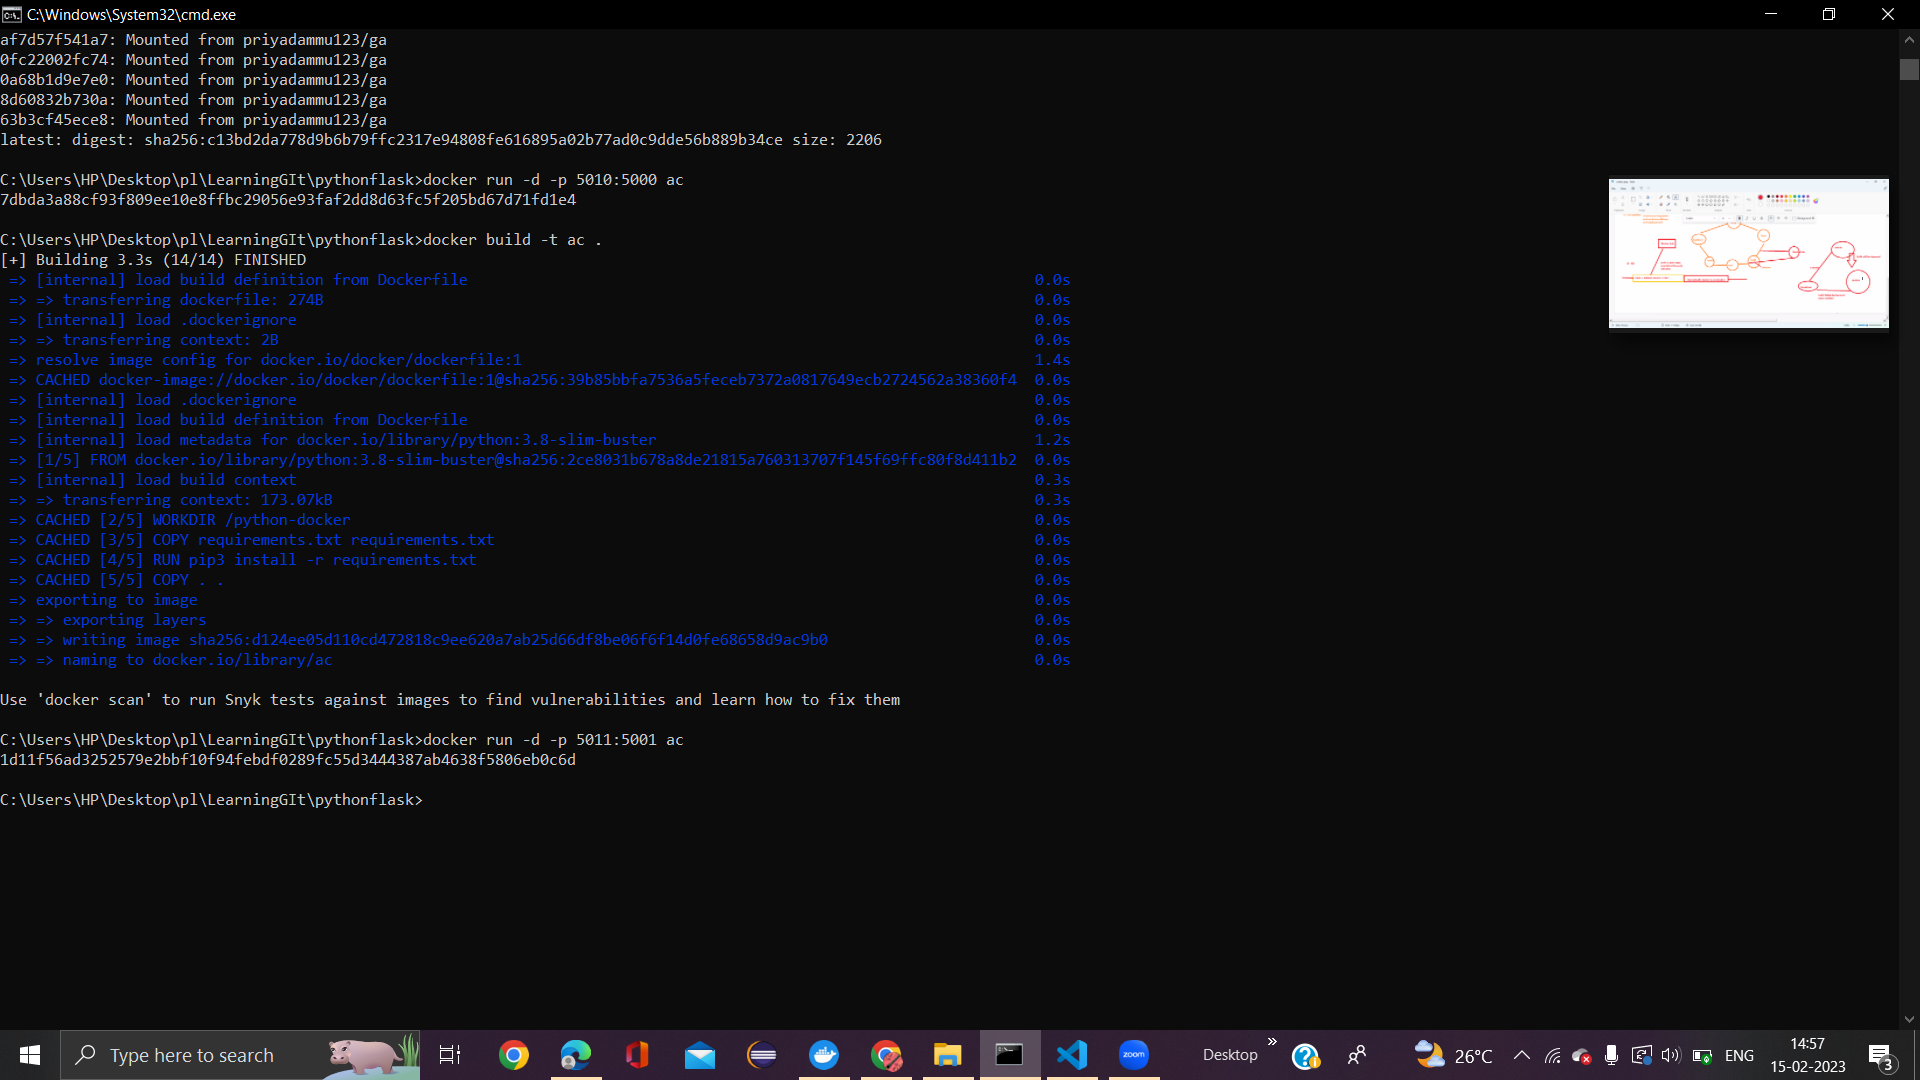 C:\Windows\System32\cmd.exe
af7d57f541a7: Mounted from priyadammu123/ga
0fc22002fc74: Mounted from priyadammu123/ga
0a68b1d9e7e0: Mounted from priyadammu123/ga
8d60832b730a: Mounted from priyadammu123/ga
63b3cf45ece8: Mounted from priyadammu123/ga
latest: digest: sha256:c13bd2da778d9b6b79ffc2317e94808fe616895a02b77ad0c9dde56b889b34ce size: 2206
C:\Users\HP\Desktop\pl\LearningGIt\pythonflask>docker run -d -p 5010:5000 ac
7dbda3a88cf93f809ee10e8ffbc29056e93faf2dd8d63fc5f205bd67d71fd1e4
C:\Users\HP\Desktop\pl\LearningGIt\pythonflask>docker build -t ac .
[+] Building 3.3s (14/14) FINISHED
=> [internal] load build definition from Dockerfile 0.0s
=> => transferring dockerfile: 274B 0.0s
=> [internal] load .dockerignore 0.0s
=> => transferring context: 2B 0.0s
=> resolve image config for docker.io/docker/dockerfile:1 1.4s
=> CACHED docker-image://docker.io/docker/dockerfile:1@sha256:39b85bbfa7536a5feceb7372a0817649ecb2724562a38360f4 0.0s
=> [internal] load .dockerignore 0.0s
=> [internal] load build definition from Dockerfile 0.0s
=> [internal] load metadata for docker.io/library/python:3.8-slim-buster 1.2s
=> [1/5] FROM docker.io/library/python:3.8-slim-buster@sha256:2ce8031b678a8de21815a760313707f145f69ffc80f8d411b2 0.0s
=> [internal] load build context 0.3s
=> => transferring context: 173.07kB 0.3s
=> CACHED [2/5] WORKDIR /python-docker 0.0s
=> CACHED [3/5] COPY requirements.txt requirements.txt 0.0s
=> CACHED [4/5] RUN pip3 install -r requirements.txt 0.0s
=> CACHED [5/5] COPY . . 0.0s
=> exporting to image 0.0s
=> => exporting layers 0.0s
=> => writing image sha256:d124ee05d110cd472818c9ee620a7ab25d66df8be06f6f14d0fe68658d9ac9b0 0.0s
=> => naming to docker.io/library/ac 0.0s
Use 'docker scan' to run Snyk tests against images to find vulnerabilities and learn how to fix them
C:\Users\HP\Desktop\pl\LearningGIt\pythonflask>docker run -d -p 5011:5001 ac
1d11f56ad3252579e2bbf10f94febdf0289fc55d3444387ab4638f5806eb0c6d
C:\Users\HP\Desktop\pl\LearningGIt\pythonflask>
Type here to search
zoom
Desktop
26°C
ENG
14:57
15-02-2023
3